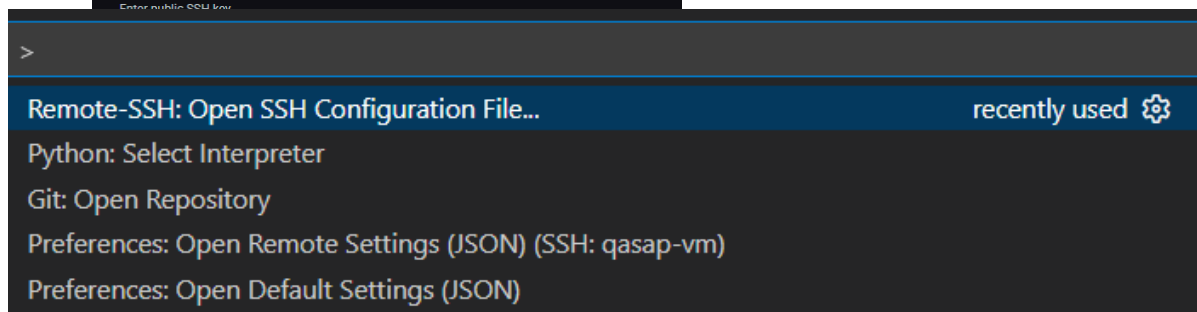 Enter public SSH key
>
Remote-SSH: Open SSH Configuration File... recently used
Python: Select Interpreter
Git: Open Repository
Preferences: Open Remote Settings (JSON) (SSH: qasap-vm)
Preferences: Open Default Settings (JSON)